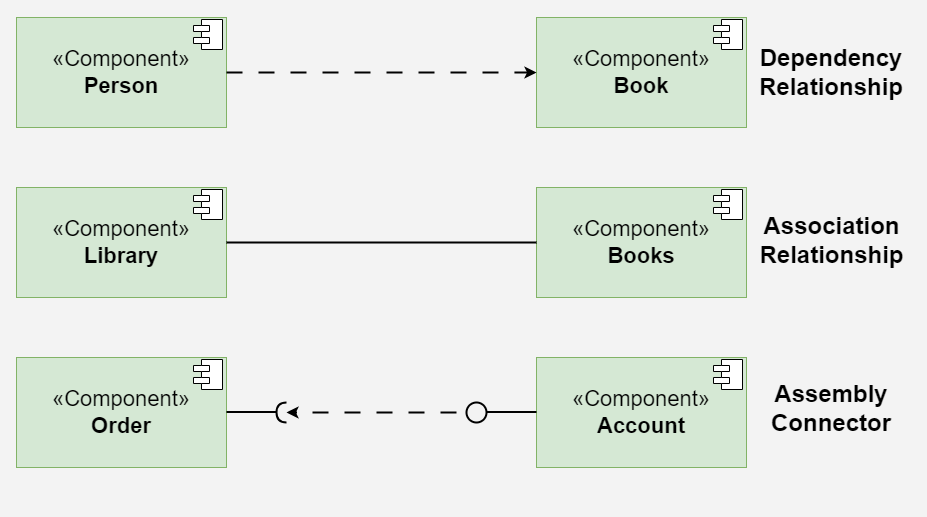 «Component»
Person
«Component»
Book
Dependency
Relationship
«Component»
Library
«Component»
Books
Association
Relationship
«Component»
Order
«Component»
Account
Assembly
Connector